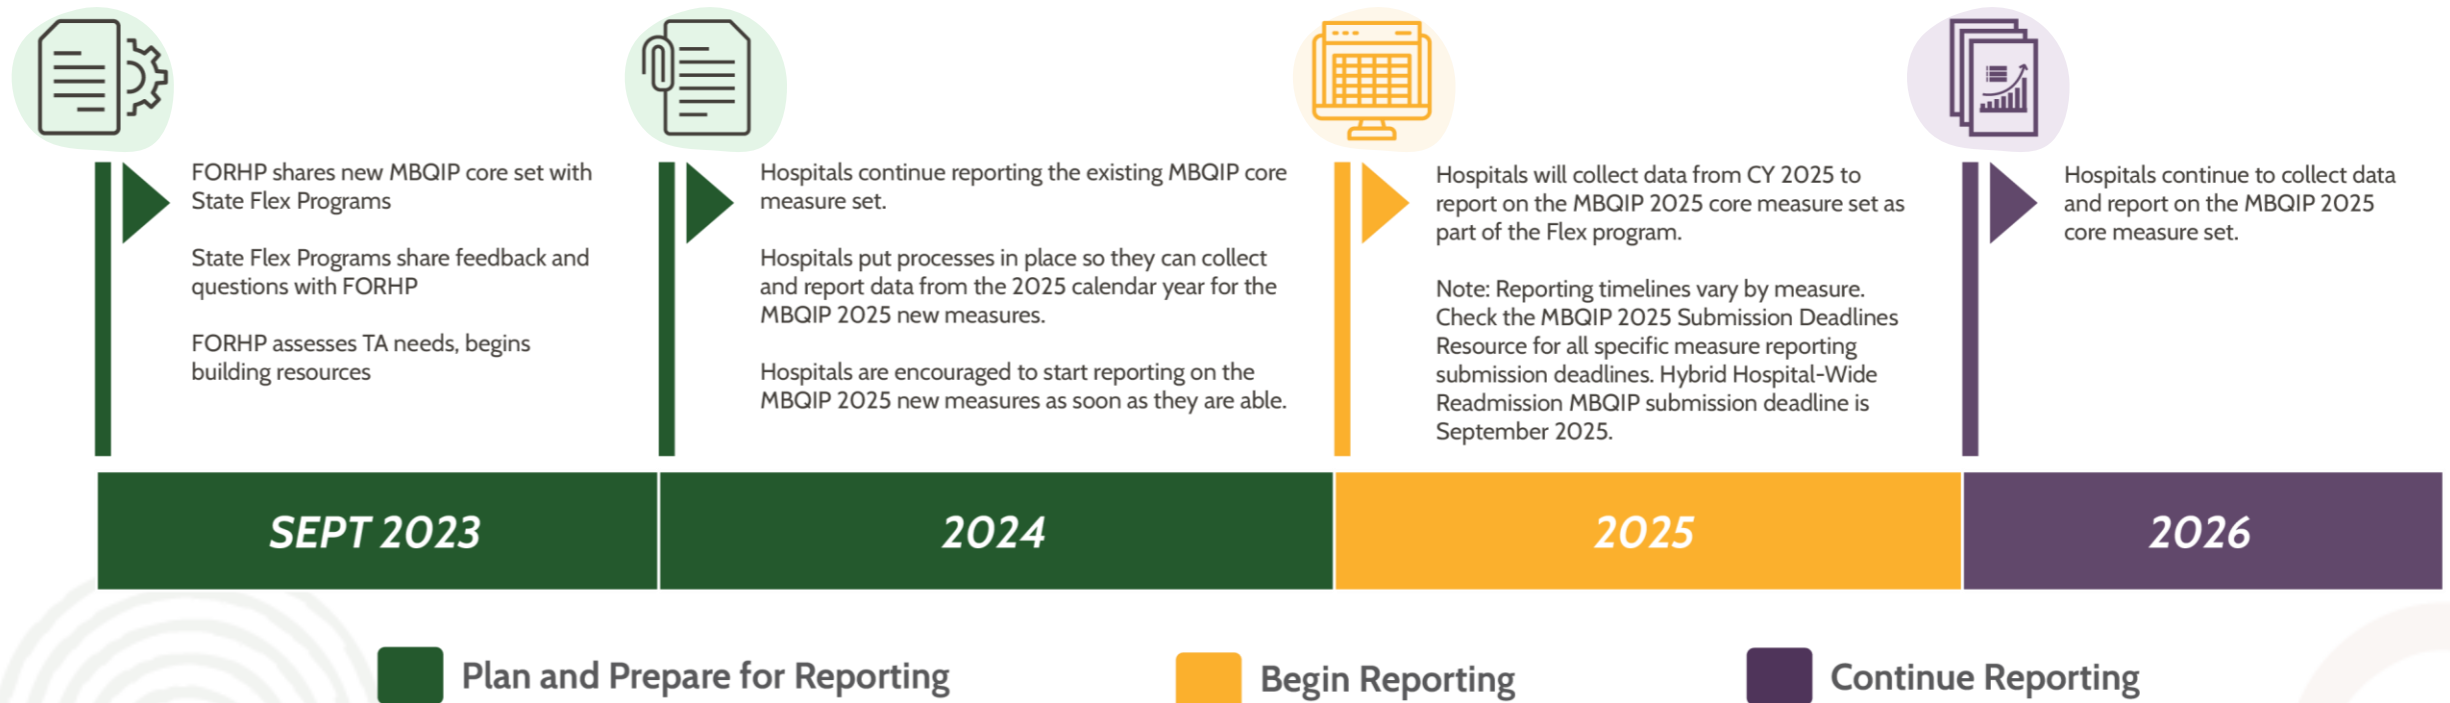 FORHP shares new MBQIP core set with
State Flex Programs
State Flex Programs share feedback and
questions with FORHP
FORHP assesses TA needs, begins
building resources
Hospitals continue reporting the existing MBQIP core
measure set.
Hospitals put processes in place so they can collect
and report data from the 2025 calendar year for the
MBQIP 2025 new measures.
Hospitals are encouraged to start reporting on the
MBQIP 2025 new measures as soon as they are able.
Hospitals will collect data from CY 2025 to
report on the MBQIP 2025 core measure set as
part of the Flex program.
Note: Reporting timelines vary by measure.
Check the MBQIP 2025 Submission Deadlines
Resource for all specific measure reporting
submission deadlines. Hybrid Hospital-Wide
Readmission MBQIP submission deadline is
September 2025.
Hospitals continue to collect data
and report on the MBQIP 2025
core measure set.
SEPT 2023
2024
2025
2026
Plan and Prepare for Reporting
Begin Reporting
Continue Reporting